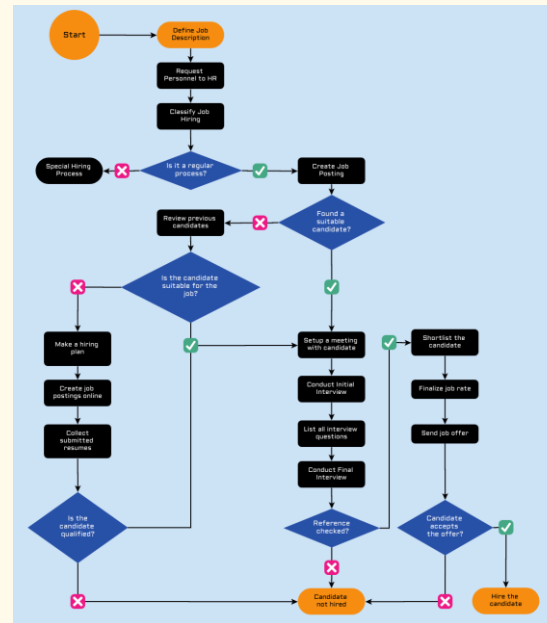 Start
Define Job
Description
Request
Personnel to HR
Classify Job
Hiring
Special Hiring
Process
Is it a regular
process?
Create Job
Posting
Review previous
candidates
Found a
suitable
candidate?
Is the candidate
suitable for the
job?
Make a hiring
plan
Setup a meeting
with candidate
Shortlist the
candidate
Create job
postings online
Conduct Initial
Interview
Finalize job rate
Collect
submitted
resumes
List all interview
questions
Send job offer
Conduct Final
Interview
Is the
candidate
qualified?
Reference
checked?
Candidate
accepts
the offer?
Candidate
not hired
Hire the
candidate